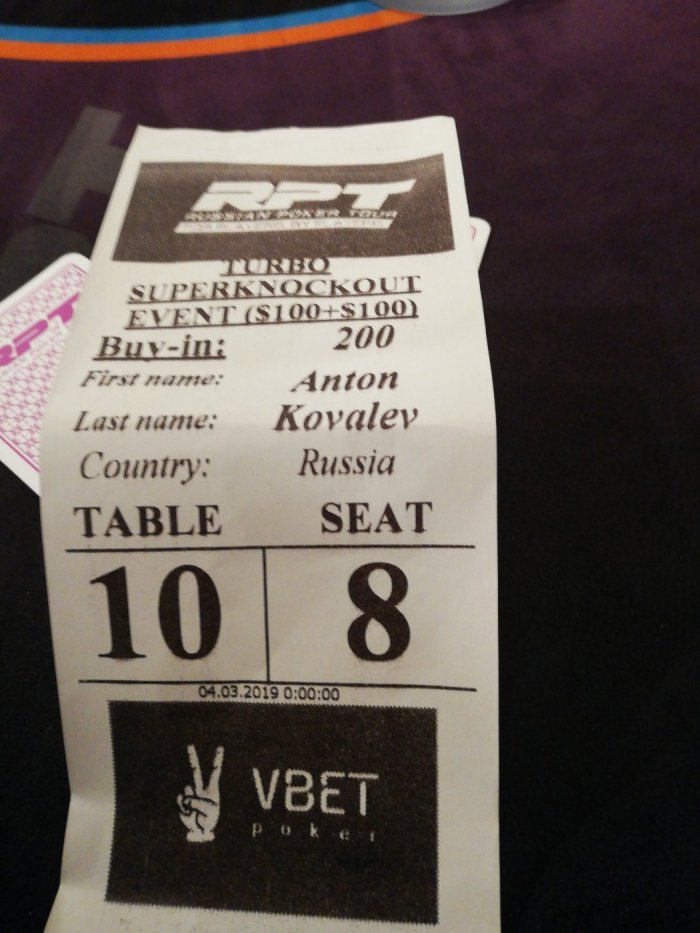 RPT
RUSSIAN POKER TOUR
TURBO
SUPERKNOCKOUT
EVENT ($100+$100)
Buy-in: 200
First name: Anton
Last name: Kovalev
Country: Russia
TABLE SEAT
10 8
04.03.2019 0:00:00
VBET
poker
RPT